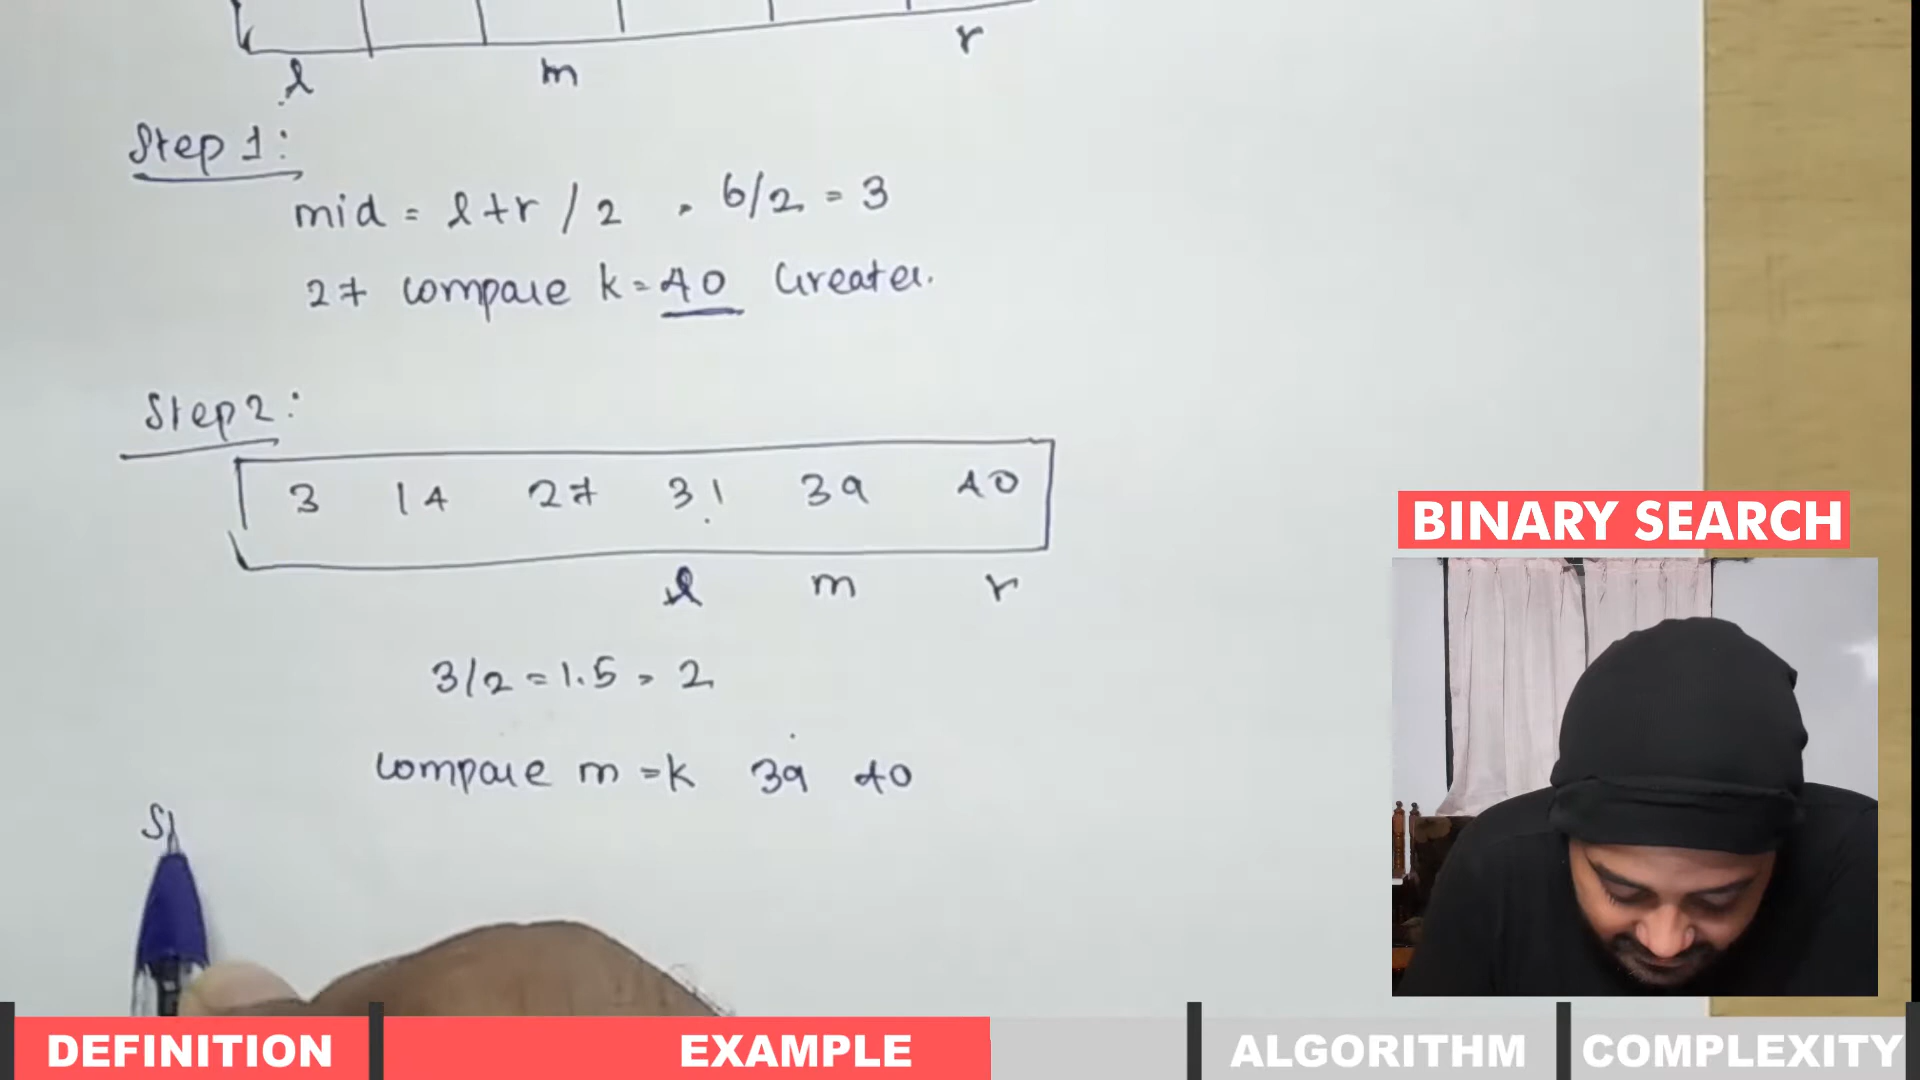 l m r
Step 1:
mid = l+r / 2 = 6/2 = 3
27 compare k=40 Greater.
Step 2:
3 14 27 31 39 40
l m r
3/2 = 1.5 = 2
compare m = k 39 40
St
BINARY SEARCH
DEFINITION EXAMPLE ALGORITHM COMPLEXITY